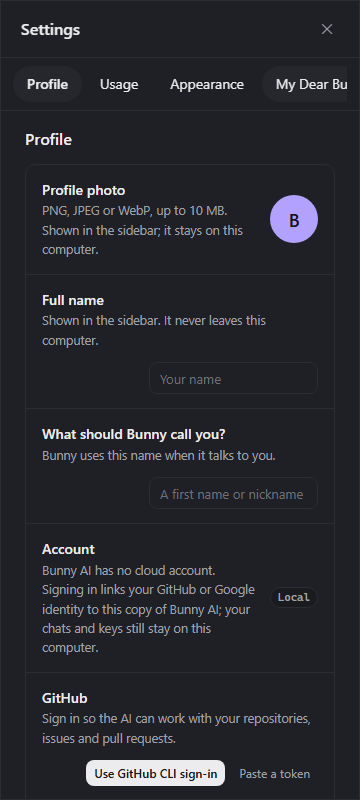 Settings
Profile
Usage
Appearance
My Dear Bu
Profile
Profile photo
PNG, JPEG or WebP, up to 10 MB.
Shown in the sidebar; it stays on this
computer.
B
Full name
Shown in the sidebar. It never leaves this
computer.
Your name
What should Bunny call you?
Bunny uses this name when it talks to you.
A first name or nickname
Account
Bunny AI has no cloud account.
Signing in links your GitHub or Google
identity to this copy of Bunny AI; your
chats and keys still stay on this
computer.
Local
GitHub
Sign in so the AI can work with your repositories,
issues and pull requests.
Use GitHub CLI sign-in
Paste a token